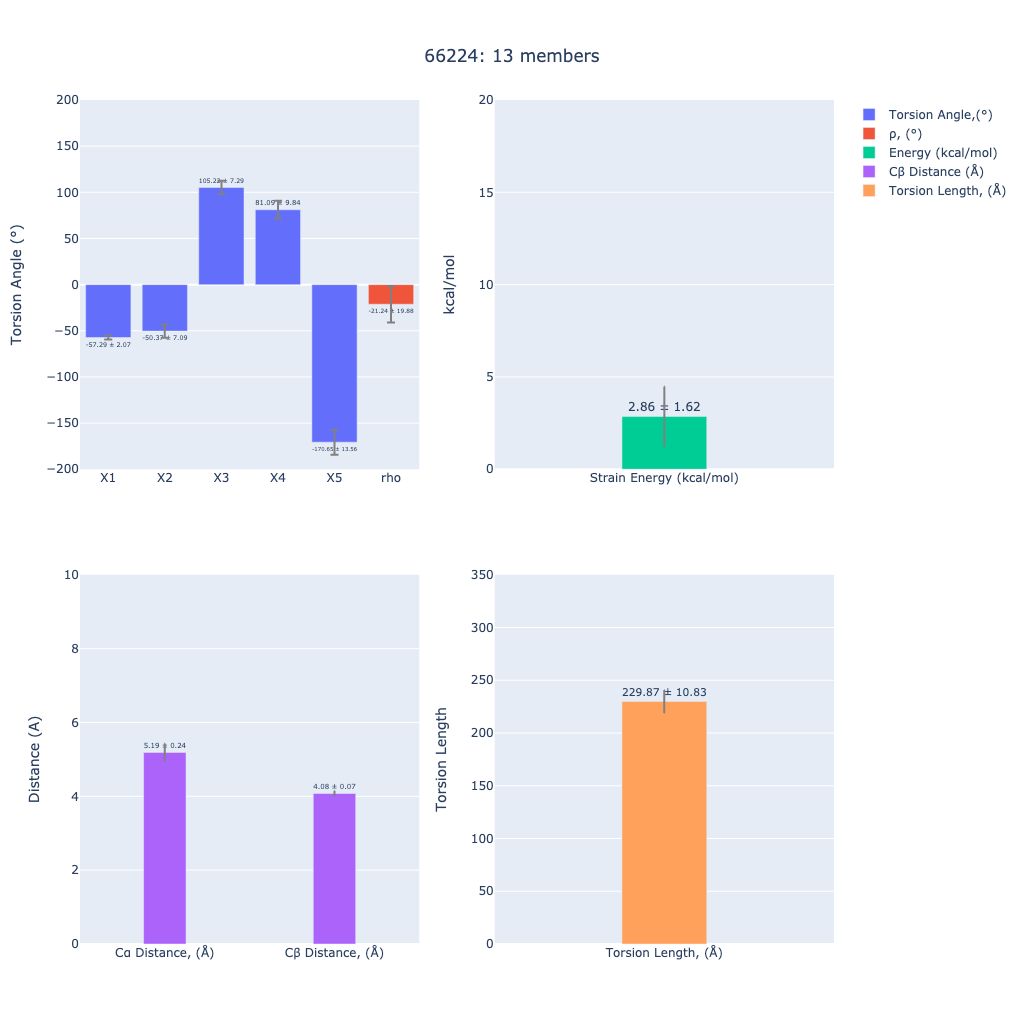 66224: 13 members
Torsion Angle (°)
200
150
100
50
0
−50
−100
−150
−200
-57.29 ± 2.07
-50.37 ± 7.09
105.22 ± 7.29
81.09 ± 9.84
-170.65 ± 13.56
-21.24 ± 19.88
X1 X2 X3 X4 X5 rho
kcal/mol
20
15
10
5
0
2.86 ± 1.62
Strain Energy (kcal/mol)
Torsion Angle,(°)
ρ, (°)
Energy (kcal/mol)
Cβ Distance (Å)
Torsion Length, (Å)
Distance (A)
10
8
6
4
2
0
5.19 ± 0.24
4.08 ± 0.07
Cα Distance, (Å) Cβ Distance, (Å)
Torsion Length
350
300
250
200
150
100
50
0
229.87 ± 10.83
Torsion Length, (Å)